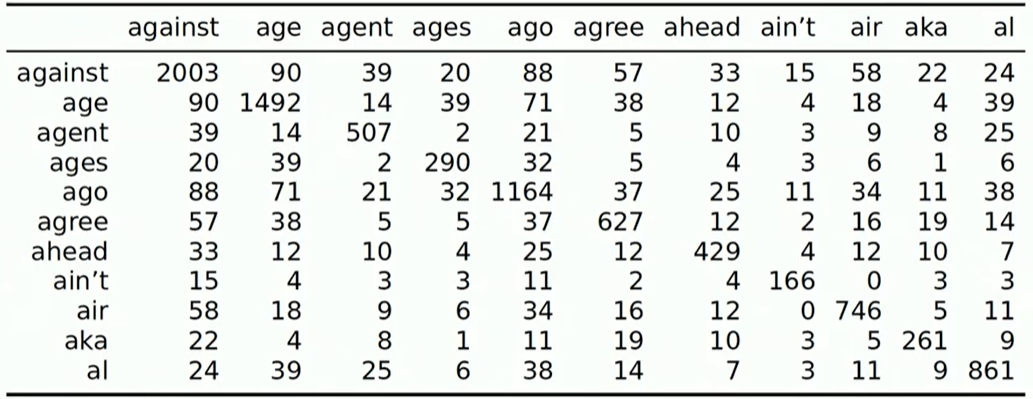 against age agent ages ago agree ahead ain't air aka al
against 2003 90 39 20 88 57 33 15 58 22 24
age 90 1492 14 39 71 38 12 4 18 4 39
agent 39 14 507 2 21 5 10 3 9 8 25
ages 20 39 2 290 32 5 4 3 6 1 6
ago 88 71 21 32 1164 37 25 11 34 11 38
agree 57 38 5 5 37 627 12 2 16 19 14
ahead 33 12 10 4 25 12 429 4 12 10 7
ain't 15 4 3 3 11 2 4 166 0 3 3
air 58 18 9 6 34 16 12 0 746 5 11
aka 22 4 8 1 11 19 10 3 5 261 9
al 24 39 25 6 38 14 7 3 11 9 861